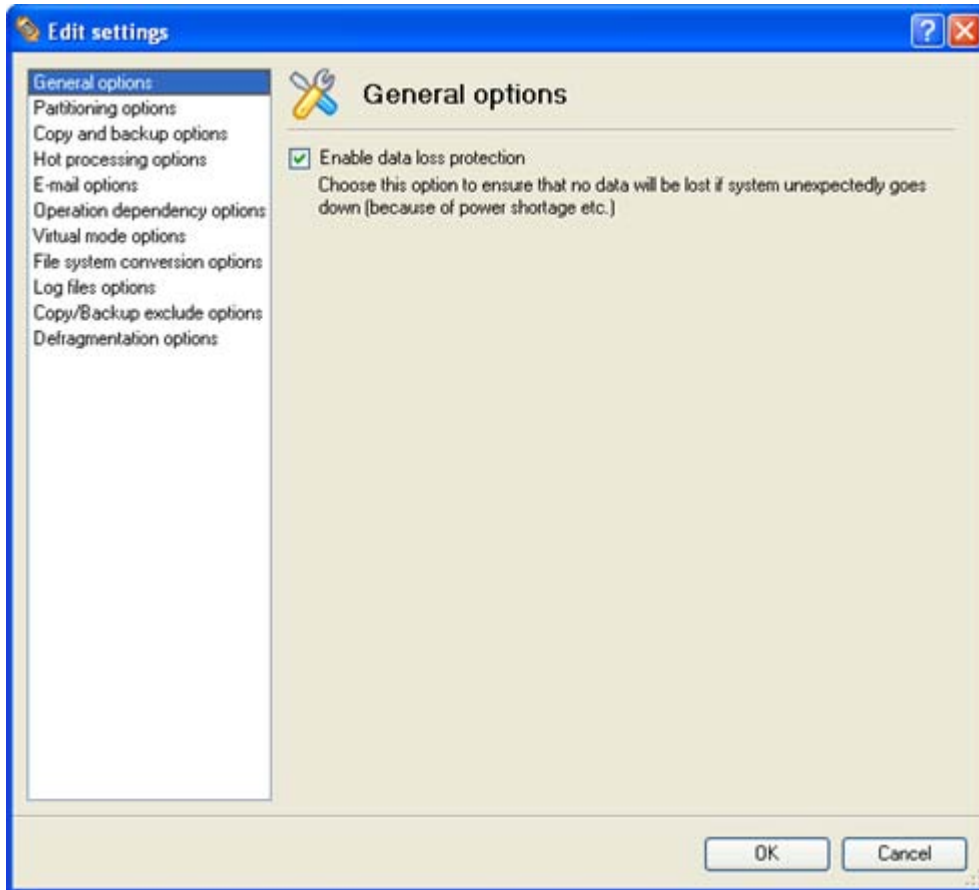 Edit settings
General options
Partitioning options
Copy and backup options
Hot processing options
E-mail options
Operation dependency options
Virtual mode options
File system conversion options
Log files options
Copy/Backup exclude options
Defragmentation options
General options
Enable data loss protection
Choose this option to ensure that no data will be lost if system unexpectedly goes
down (because of power shortage etc.)
OK
Cancel